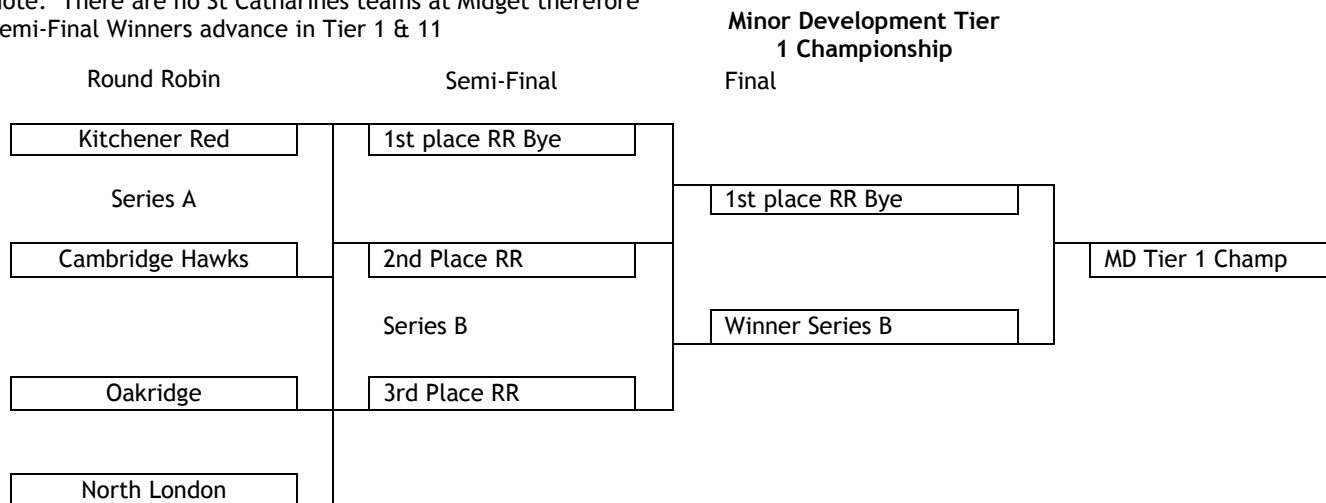 There are no St Catharines teams at Midget therefore
emi-Final Winners advance in Tier 1 & 11
Minor Development Tier
1 Championship
Round Robin
Semi-Final
Final
Kitchener Red
1st place RR Bye
Series A
1st place RR Bye
Cambridge Hawks
2nd Place RR
MD Tier 1 Champ
Series B
Winner Series B
Oakridge
3rd Place RR
North London